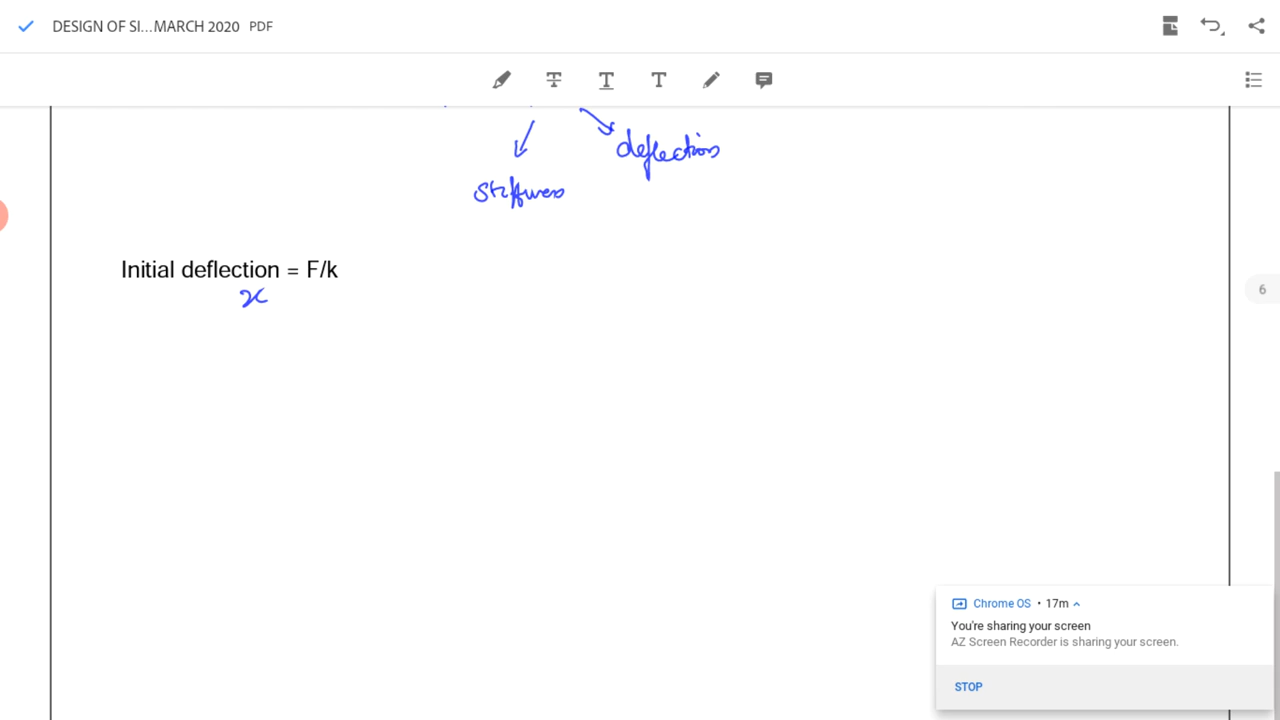 DESIGN OF SI...MARCH 2020 PDF
deflection
stiffness
Initial deflection = F/k
x
6
Chrome OS • 17m
You're sharing your screen
AZ Screen Recorder is sharing your screen.
STOP